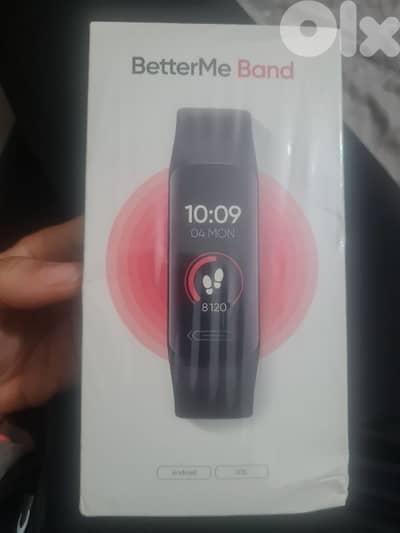 olx
BetterMe Band
10:09
04 MON
8120
Android iOS